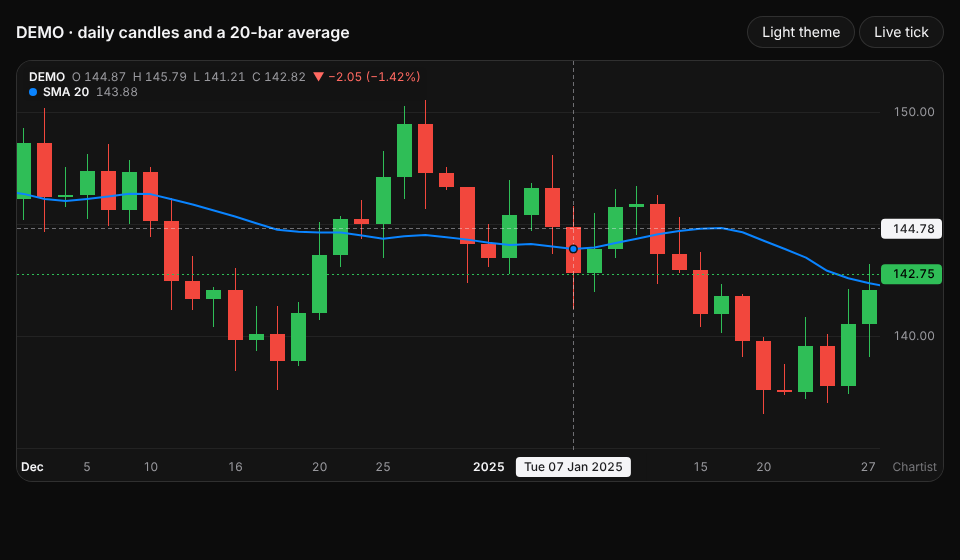 DEMO · daily candles and a 20-bar average
Light theme
Live tick
DEMO O 144.87 H 145.79 L 141.21 C 142.82 ▼ −2.05 (−1.42%)
SMA 20 143.88
150.00
144.78
142.75
140.00
Dec 5 10 16 20 25 2025 Tue 07 Jan 2025 15 20 27 Chartist